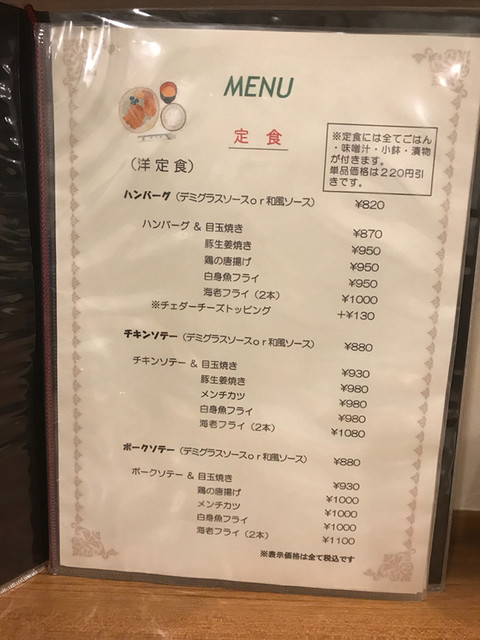 MENU
定食
※定食には全てごはん
・味噌汁・小鉢・漬物
が付きます。
単品価格は220円引
きです。
(洋定食)
ハンバーグ(デミグラスソースor和風ソース) ¥820
ハンバーグ & 目玉焼き ¥870
豚生姜焼き ¥950
鶏の唐揚げ ¥950
白身魚フライ ¥950
海老フライ(2本) ¥1000
※チェダーチーズトッピング +¥130
チキンソテー(デミグラスソースor和風ソース) ¥880
チキンソテー & 目玉焼き ¥930
豚生姜焼き ¥980
メンチカツ ¥980
白身魚フライ ¥980
海老フライ(2本) ¥1080
ポークソテー(デミグラスソースor和風ソース) ¥880
ポークソテー & 目玉焼き ¥930
鶏の唐揚げ ¥1000
メンチカツ ¥1000
白身魚フライ ¥1000
海老フライ(2本) ¥1100
※表示価格は全て税込です